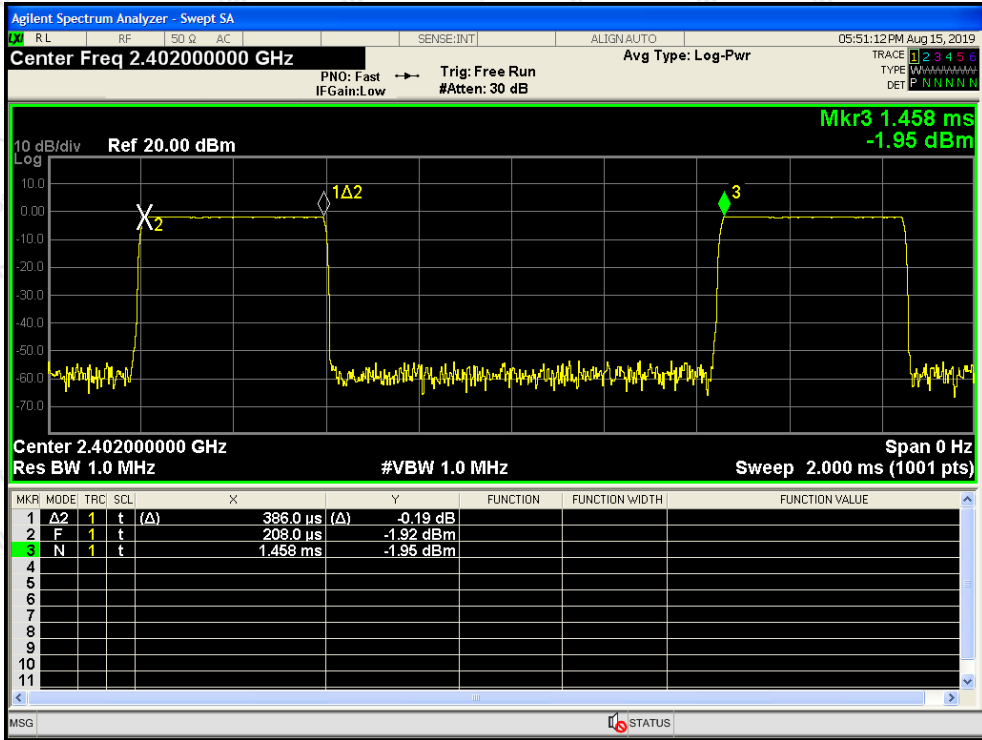 Agilent Spectrum Analyzer - Swept SA
LXI RL RF 50 Ω AC SENSE:INT ALIGN AUTO 05:51:12 PM Aug 15, 2019
Center Freq 2.402000000 GHz Avg Type: Log-Pwr TRACE 1 2 3 4 5 6
PNO: Fast Trig: Free Run TYPE
IFGain:Low #Atten: 30 dB DET P N N N N N
Mkr3 1.458 ms
10 dB/div Ref 20.00 dBm -1.95 dBm
Log
10.0
1Δ2 3
0.00
2
-10.0
-20.0
-30.0
-40.0
-50.0
-60.0
-70.0
Center 2.402000000 GHz Span 0 Hz
Res BW 1.0 MHz #VBW 1.0 MHz Sweep 2.000 ms (1001 pts)
MKR MODE TRC SCL X Y FUNCTION FUNCTION WIDTH FUNCTION VALUE
1 Δ2 1 t (Δ) 386.0 µs (Δ) -0.19 dB
2 F 1 t 208.0 µs -1.92 dBm
3 N 1 t 1.458 ms -1.95 dBm
4
5
6
7
8
9
10
11
MSG STATUS